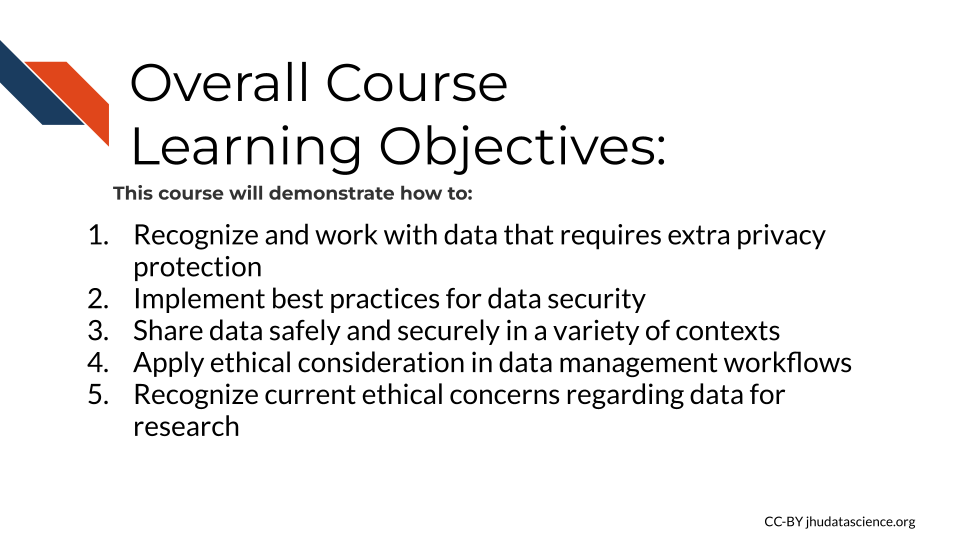 Overall Course
Learning Objectives:
This course will demonstrate how to:
1. Recognize and work with data that requires extra privacy
protection
2. Implement best practices for data security
3. Share data safely and securely in a variety of contexts
4. Apply ethical consideration in data management workflows
5. Recognize current ethical concerns regarding data for
research
CC-BY jhudatascience.org